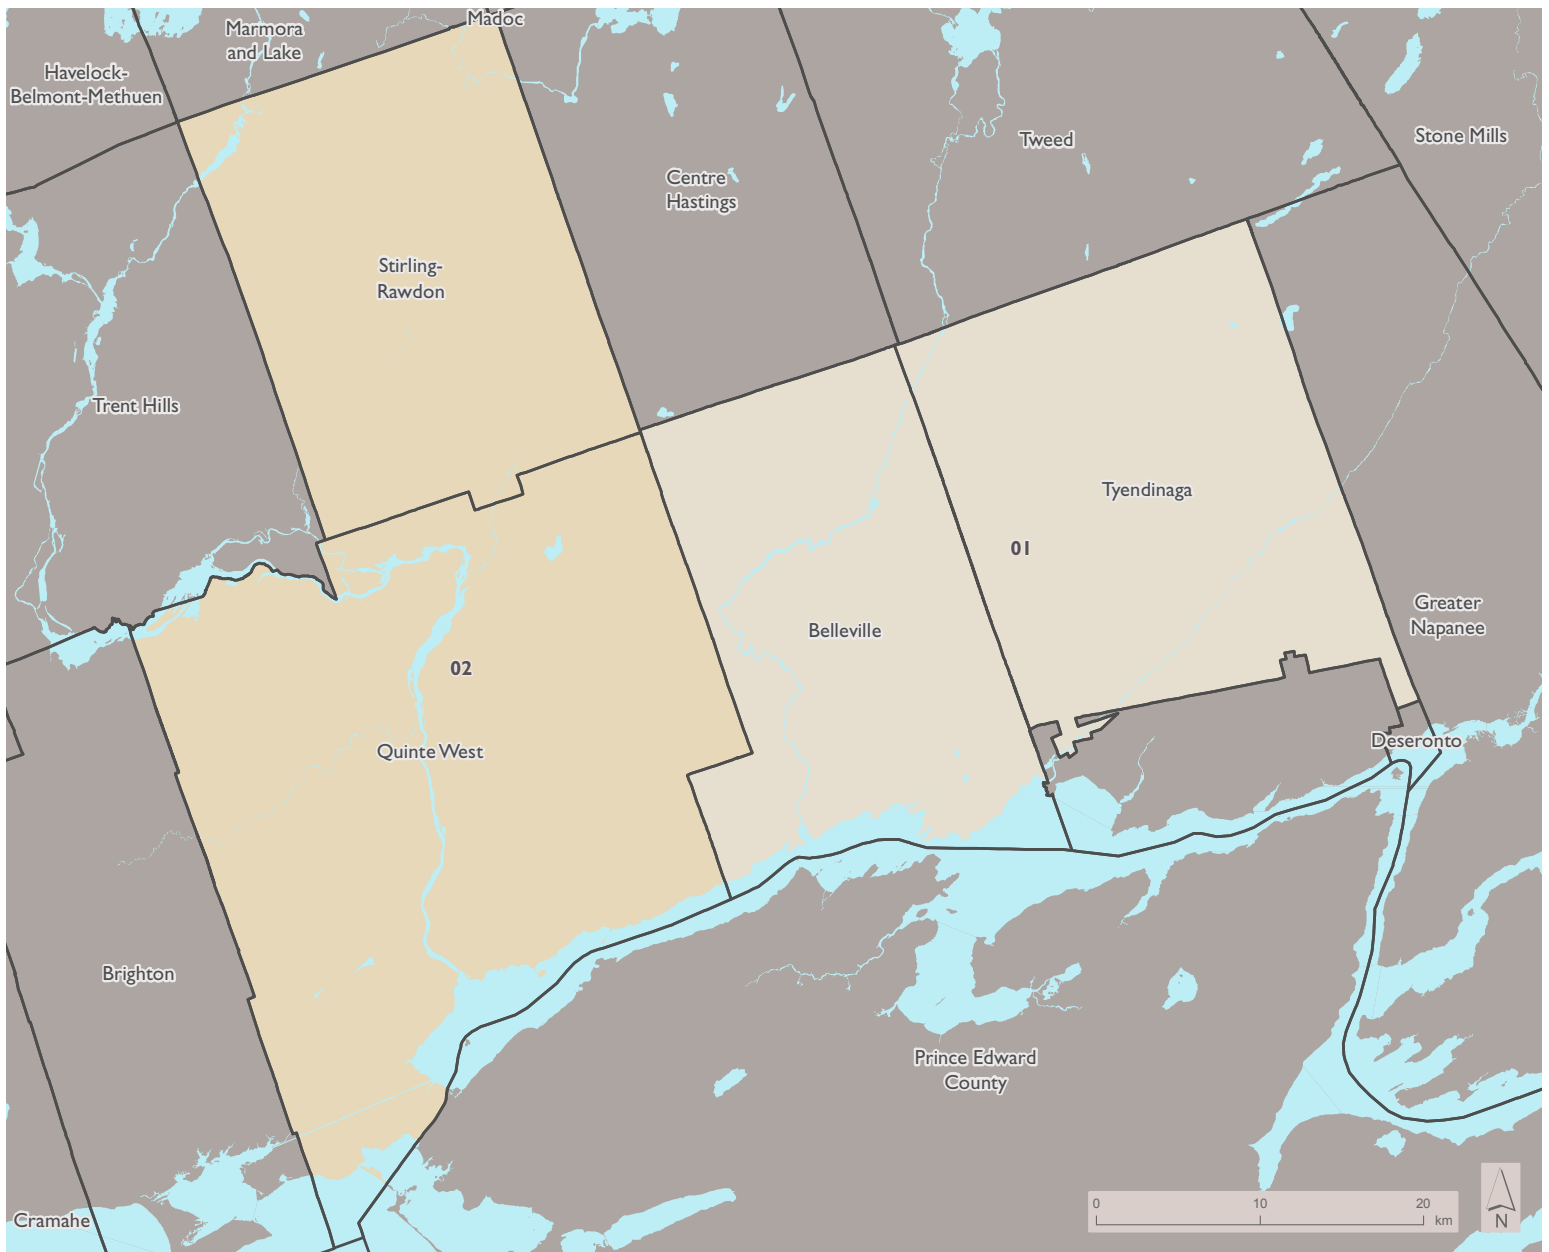 Madoc
Marmora
and Lake
Havelock-
Belmont-Methuen
Tweed
Stone Mills
Centre
Hastings
Stirling-
Rawdon
Trent Hills
Tyendinaga
01
Greater
Napanee
Belleville
02
Quinte West
Deseronto
Brighton
Prince Edward
County
Cramahe
0 10 20
km
N